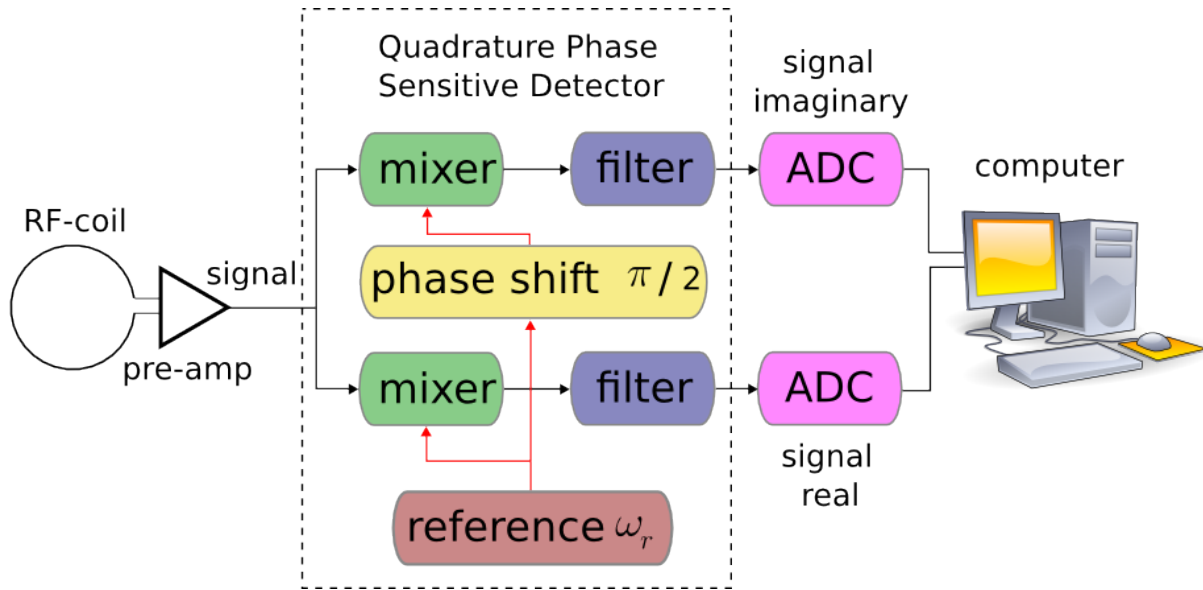 Quadrature Phase
Sensitive Detector
signal
imaginary
mixer
filter
ADC
computer
RF-coil
signal
phase shift π / 2
pre-amp
mixer
filter
ADC
signal
real
reference ωr